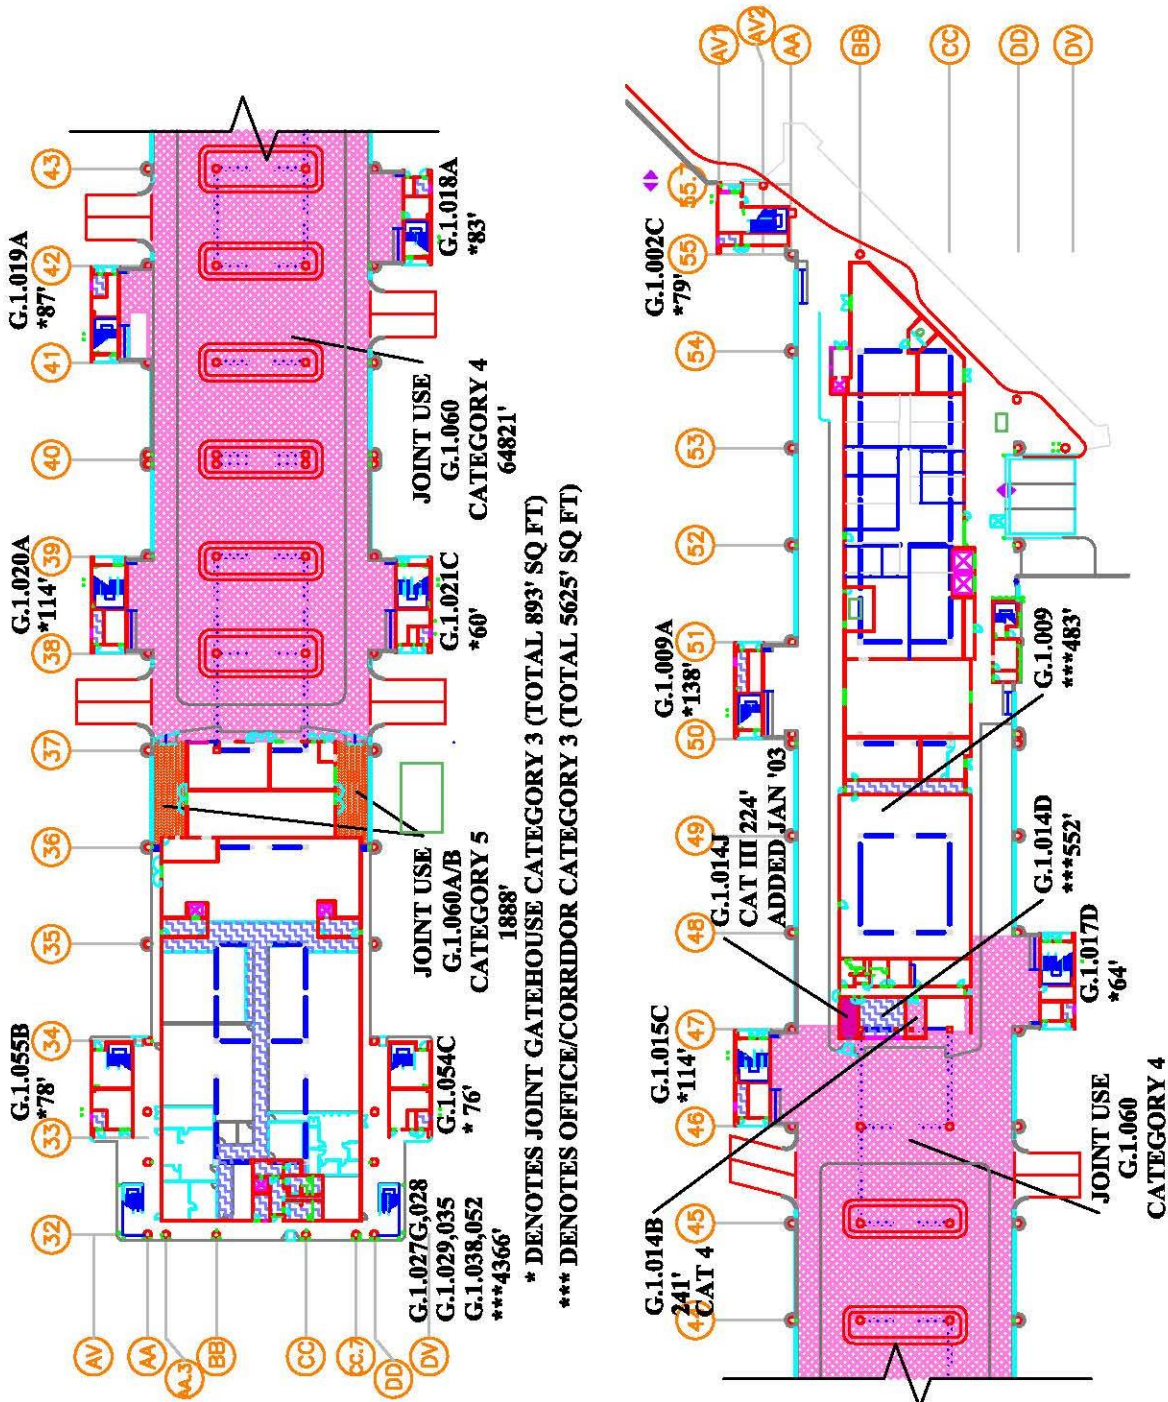 G.1.019A
*87'
43
42
41
40
39
38
37
36
35
34
33
32
G.1.018A
*83'
JOINT USE
G.1.060
CATEGORY 4
64821'
G.1.020A
*114'
G.1.021C
*60'
JOINT USE
G.1.060A/B
CATEGORY 5
1888'
G.1.055B
*78'
G.1.054C
* 76'
G.1.027G,028
G.1.029,035
G.1.038,052
***4366'
AV
AA
AA.3
BB
CC
CC.7
DD
DV
* DENOTES JOINT GATEHOUSE CATEGORY 3 (TOTAL 893' SQ FT)
*** DENOTES OFFICE/CORRIDOR CATEGORY 3 (TOTAL 5625' SQ FT)
AV1
AV2
AA
BB
CC
DD
DV
55.7
55
54
53
52
51
50
49
48
47
46
45
G.1.002C
*79'
G.1.009A
*138'
G.1.009
***483'
G.1.014J
CAT III 224'
ADDED JAN '03
G.1.014D
***552'
G.1.015C
*114'
G.1.017D
*64'
G.1.014B
241'
CAT 4
JOINT USE
G.1.060
CATEGORY 4